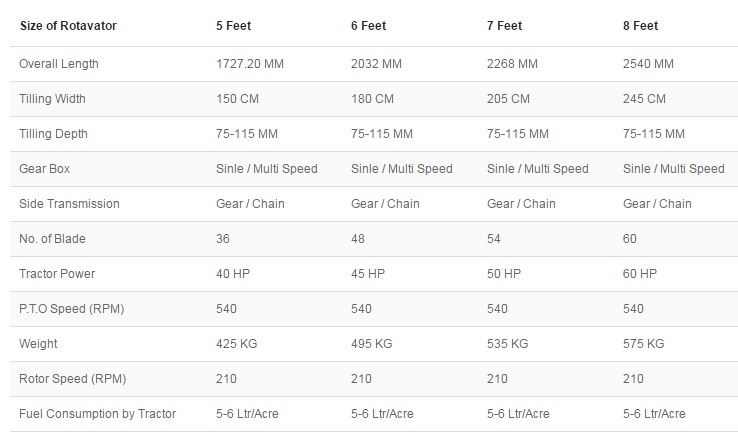 Size of Rotavator 5 Feet 6 Feet 7 Feet 8 Feet
Overall Length 1727.20 MM 2032 MM 2268 MM 2540 MM
Tilling Width 150 CM 180 CM 205 CM 245 CM
Tilling Depth 75-115 MM 75-115 MM 75-115 MM 75-115 MM
Gear Box Sinle / Multi Speed Sinle / Multi Speed Sinle / Multi Speed Sinle / Multi Speed
Side Transmission Gear / Chain Gear / Chain Gear / Chain Gear / Chain
No. of Blade 36 48 54 60
Tractor Power 40 HP 45 HP 50 HP 60 HP
P.T.O Speed (RPM) 540 540 540 540
Weight 425 KG 495 KG 535 KG 575 KG
Rotor Speed (RPM) 210 210 210 210
Fuel Consumption by Tractor 5-6 Ltr/Acre 5-6 Ltr/Acre 5-6 Ltr/Acre 5-6 Ltr/Acre